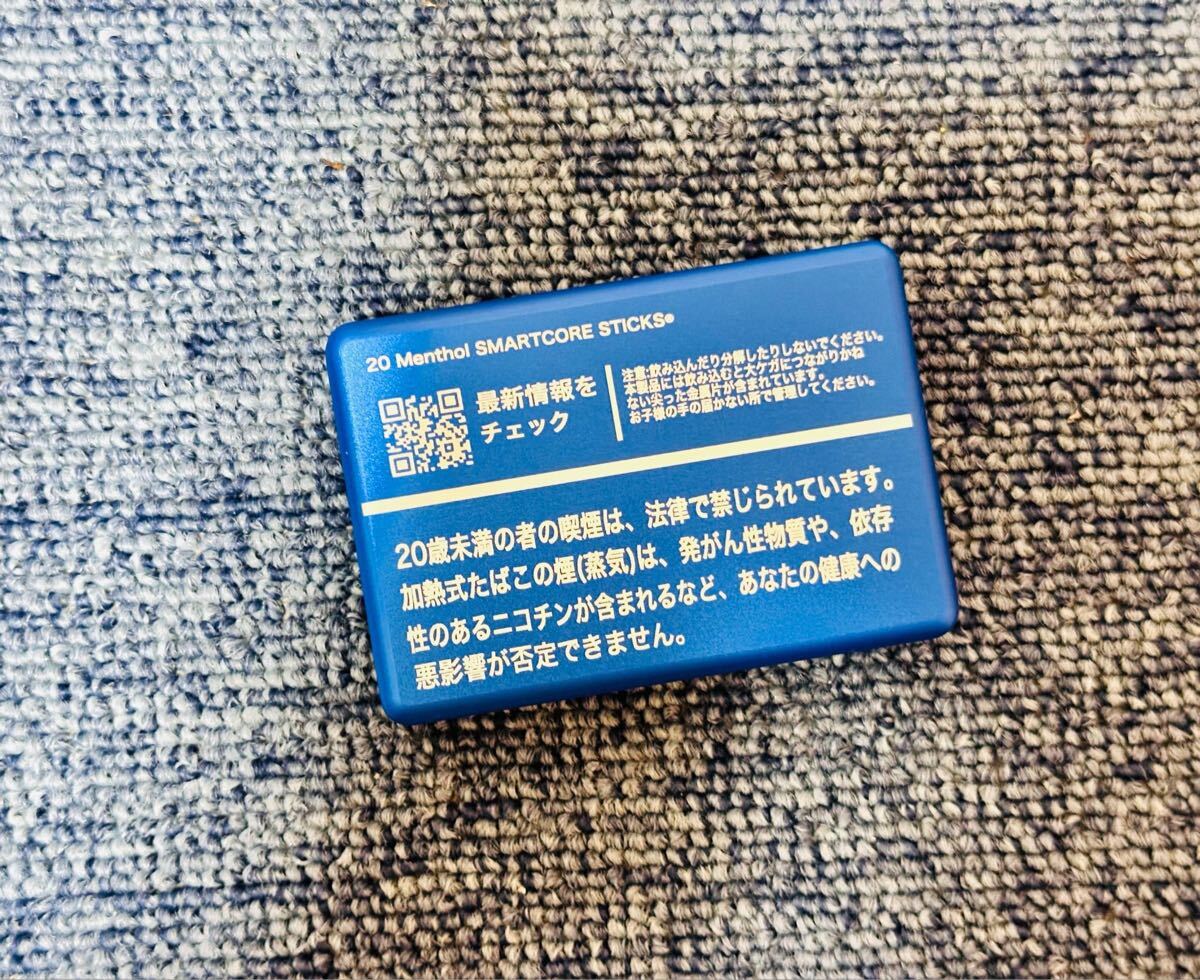 20 Menthol SMARTCORE STICKS®
最新情報を
チェック
注意:飲み込んだり分解したりしないでください。
本製品には飲み込むと大ケガにつながりかね
ない尖った金属片が含まれています。
お子様の手の届かない所で管理してください。
20歳未満の者の喫煙は、法律で禁じられています。
加熱式たばこの煙(蒸気)は、発がん性物質や、依存
性のあるニコチンが含まれるなど、あなたの健康への
悪影響が否定できません。